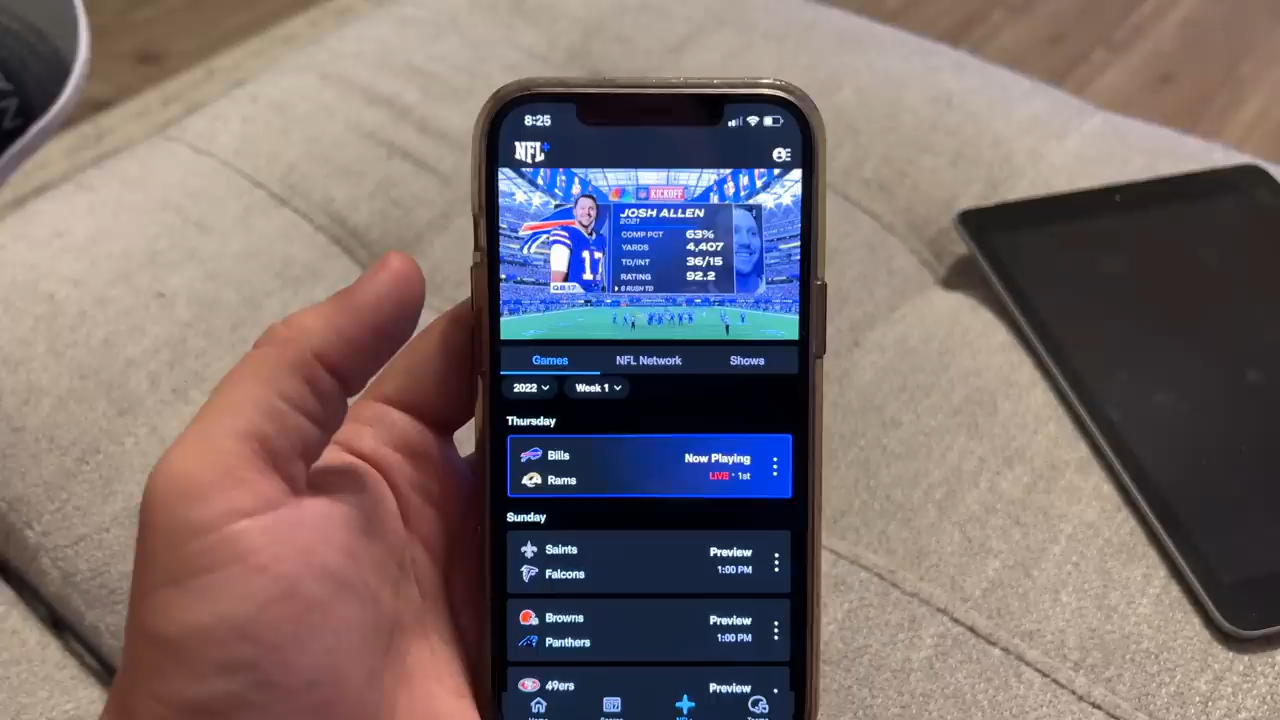 8:25
NFL+
KICKOFF
JOSH ALLEN
2021
COMP PCT 63%
YARDS 4,407
TD/INT 36/15
RATING 92.2
6 RUSH TD
QB 17
17
Games NFL Network Shows
2022 Week 1
Thursday
Bills
Now Playing
Rams
LIVE • 1st
Sunday
Saints
Preview
Falcons
1:00 PM
Browns
Preview
Panthers
1:00 PM
49ers
Preview